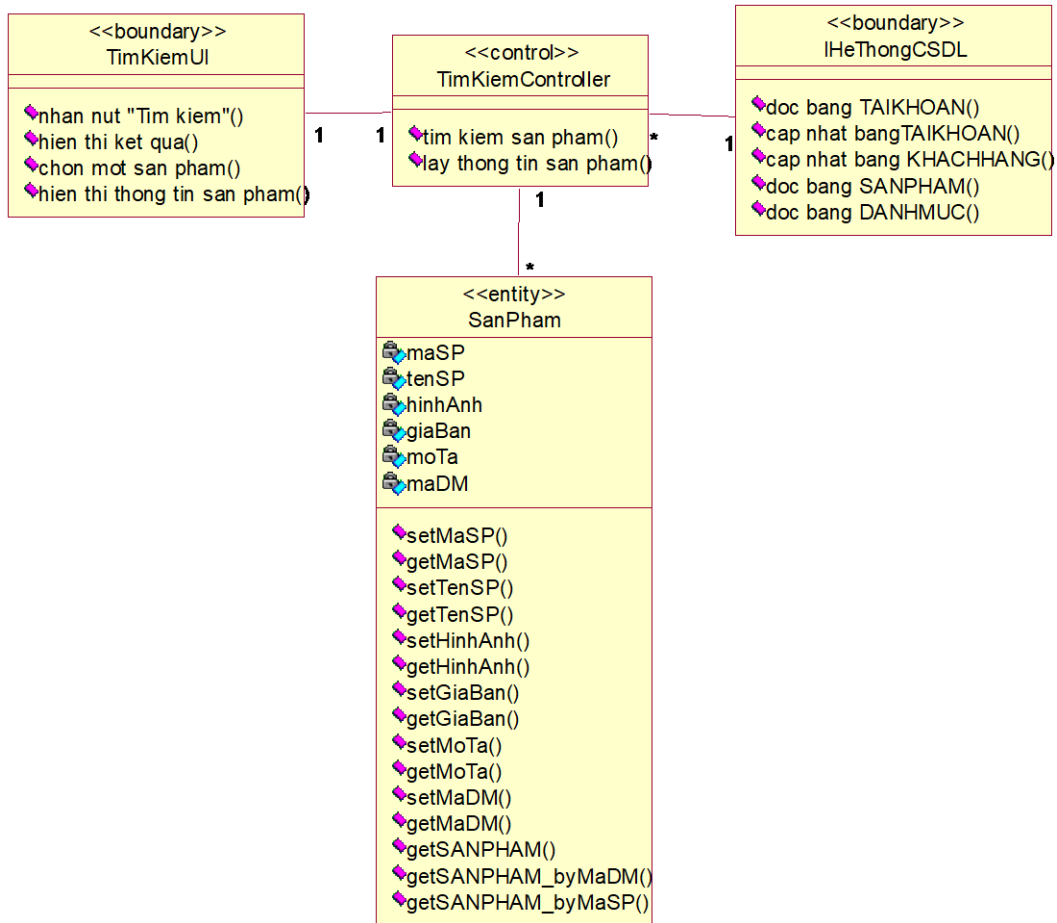 <<boundary>>
TimKiemUI
nhan nut "Tim kiem"()
hien thi ket qua()
chon mot san pham()
hien thi thong tin san pham()
1
1
<<control>>
TimKiemController
tim kiem san pham()
lay thong tin san pham()
*
1
<<boundary>>
IHeThongCSDL
doc bang TAIKHOAN()
cap nhat bangTAIKHOAN()
cap nhat bang KHACHHANG()
doc bang SANPHAM()
doc bang DANHMUC()
1
*
<<entity>>
SanPham
maSP
tenSP
hinhAnh
giaBan
moTa
maDM
setMaSP()
getMaSP()
setTenSP()
getTenSP()
setHinhAnh()
getHinhAnh()
setGiaBan()
getGiaBan()
setMoTa()
getMoTa()
setMaDM()
getMaDM()
getSANPHAM()
getSANPHAM_byMaDM()
getSANPHAM_byMaSP()